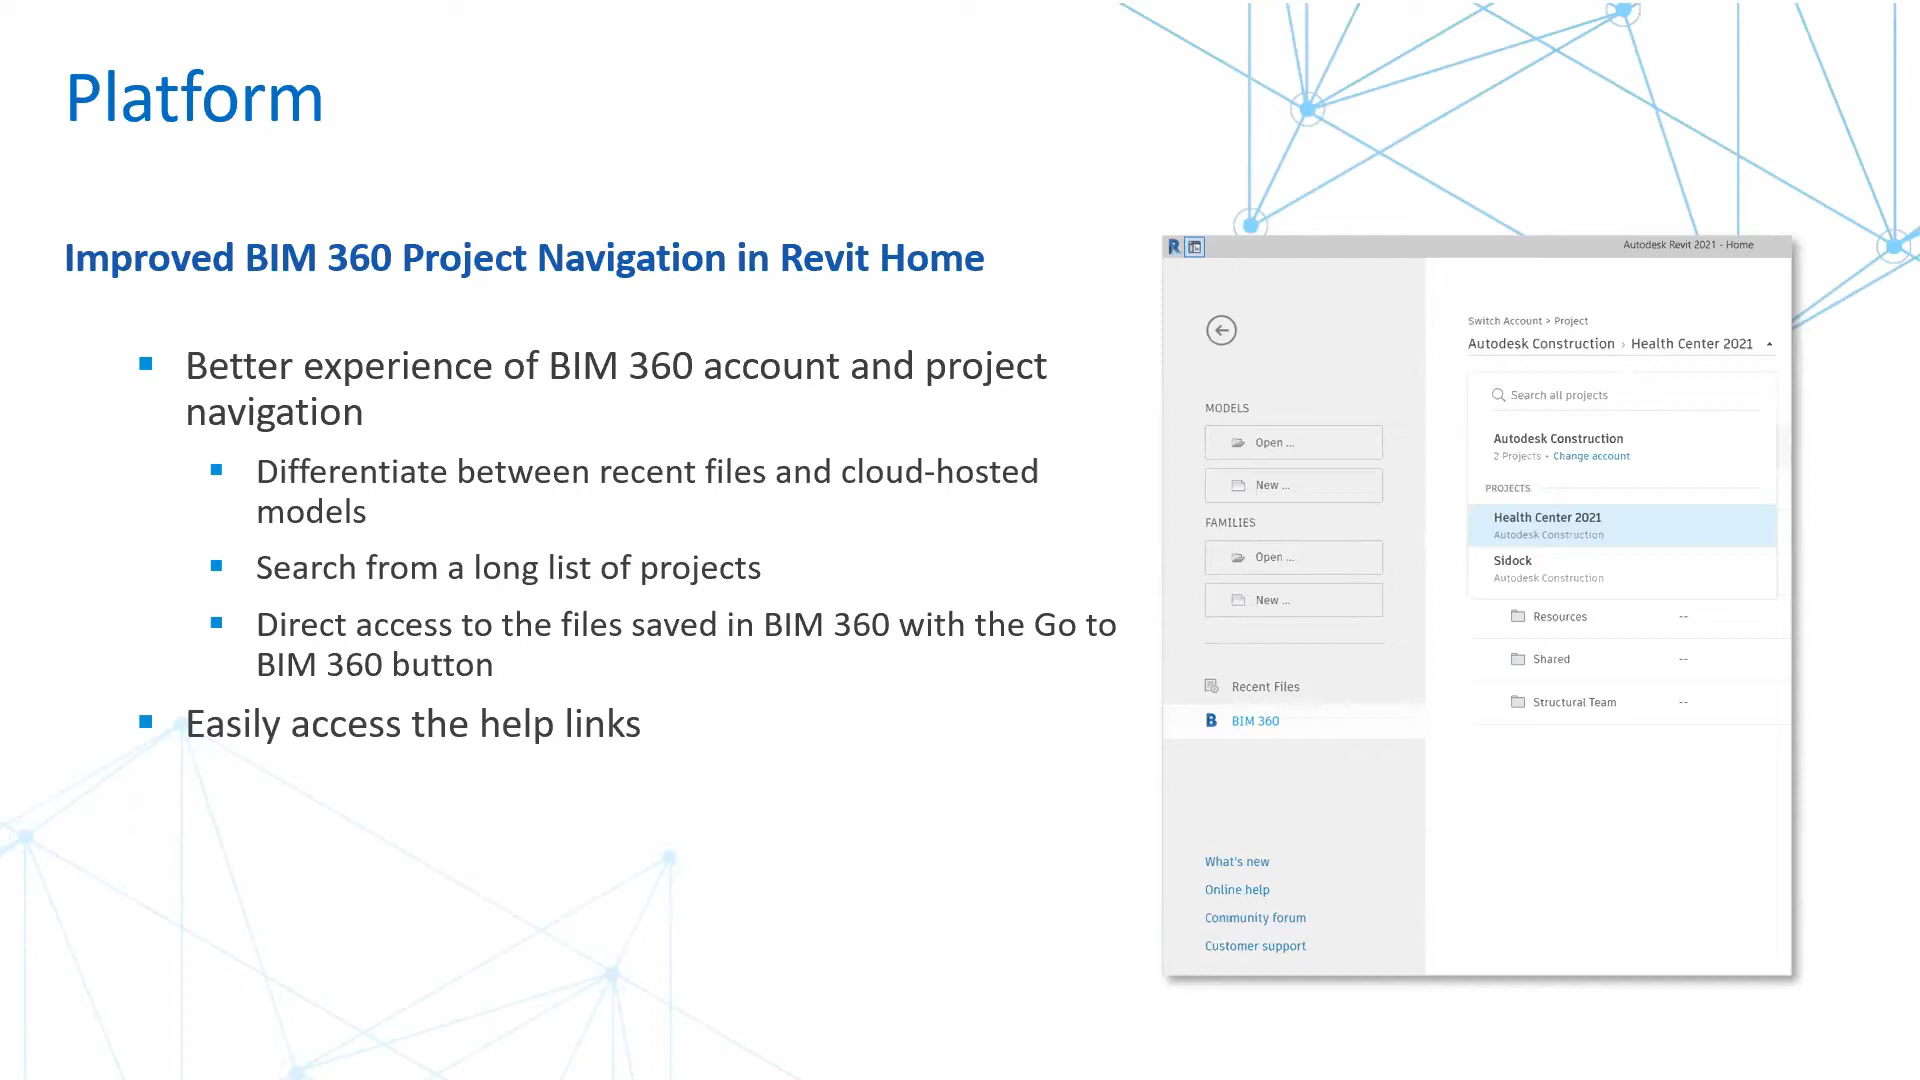 Platform
Improved BIM 360 Project Navigation in Revit Home
Better experience of BIM 360 account and project
navigation
Differentiate between recent files and cloud-hosted
models
Search from a long list of projects
Direct access to the files saved in BIM 360 with the Go to
BIM 360 button
Easily access the help links
R
Autodesk Revit 2021 - Home
MODELS
Open ...
New ...
FAMILIES
Open ...
New ...
Recent Files
B BIM 360
What's new
Online help
Community forum
Customer support
Switch Account > Project
Autodesk Construction › Health Center 2021
Search all projects
Autodesk Construction
2 Projects • Change account
PROJECTS
Health Center 2021
Autodesk Construction
Sidock
Autodesk Construction
Resources --
Shared --
Structural Team --